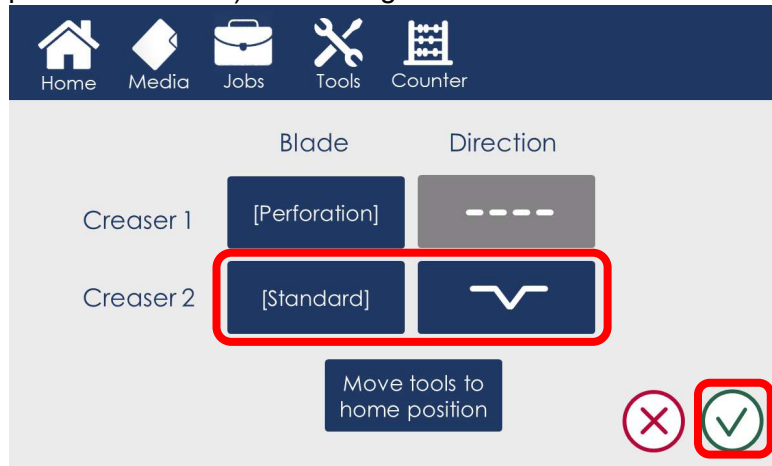 Home Media Jobs Tools Counter
Blade Direction
Creaser 1 [Perforation]
Creaser 2 [Standard]
Move tools to
home position